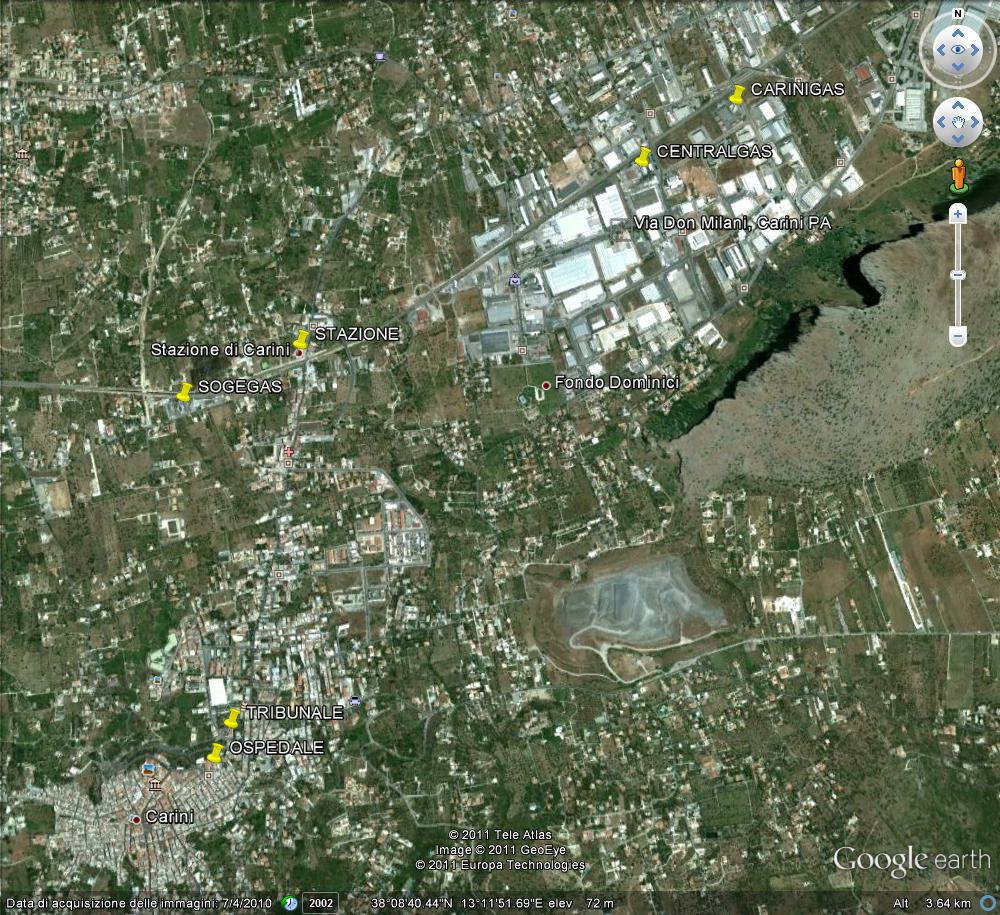 N
CARINIGAS
CENTRALGAS
Via Don Milani, Carini PA
STAZIONE
Stazione di Carini
SOGEGAS
Fondo Dominici
TRIBUNALE
OSPEDALE
Carini
© 2011 Tele Atlas
Image © 2011 GeoEye
© 2011 Europa Technologies
Google earth
Data di acquisizione delle immagini: 7/4/2010 2002 38°08'40.44"N 13°11'51.69"E elev 72 m Alt 3.64 km